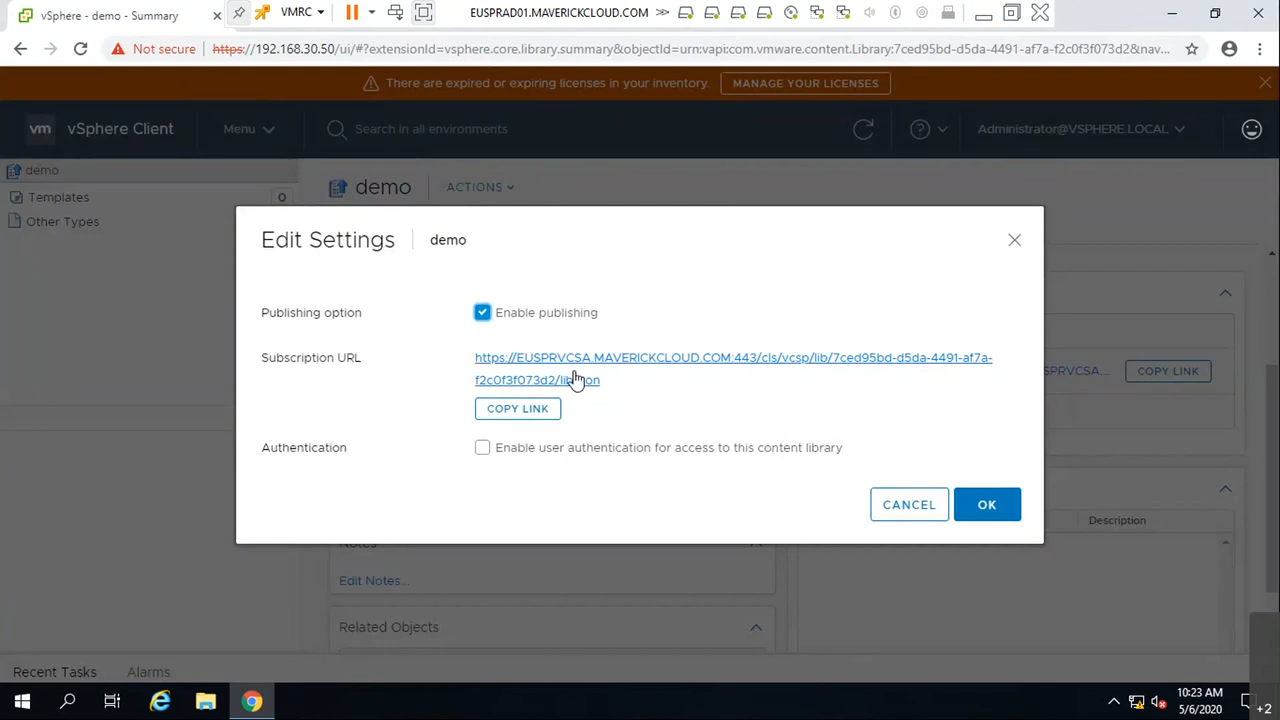 vSphere - demo - Summary
VMRC
EUSPRAD01.MAVERICKCLOUD.COM
Not secure
https://192.168.30.50/ui/#?extensionId=vsphere.core.library.summary&objectId=urn:vapi:com.vmware.content.Library:7ced95bd-d5da-4491-af7a-f2c0f3f073d2&nav...
There are expired or expiring licenses in your inventory.
MANAGE YOUR LICENSES
vm
vSphere Client
Menu
Search in all environments
Administrator@VSPHERE.LOCAL
demo
demo
ACTIONS
Templates
0
Other Types
Edit Settings
demo
Publishing option
Enable publishing
Subscription URL
https://EUSPRVCSA.MAVERICKCLOUD.COM:443/cls/vcsp/lib/7ced95bd-d5da-4491-af7a-
SPRVCSA...
COPY LINK
COPY LINK
Authentication
Enable user authentication for access to this content library
CANCEL
OK
Description
Notes
Edit Notes...
Related Objects
Recent Tasks
Alarms
10:23 AM
5/6/2020
+2